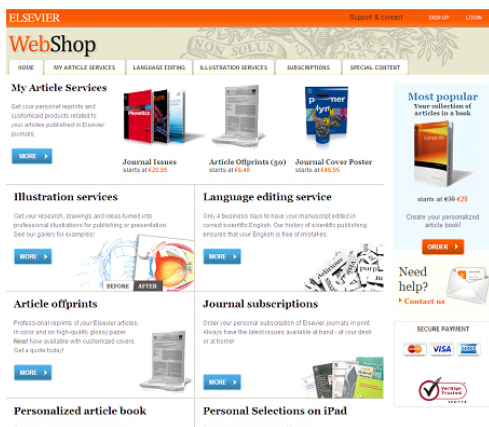 ELSEVIER
Support & contact
SIGN UP
LOGIN
WebShop
NON SOLUS
HOME
MY ARTICLE SERVICES
LANGUAGE EDITING
ILLUSTRATION SERVICES
SUBSCRIPTIONS
SPECIAL CONTENT
My Article Services
Get your personal reprints and
customized products related to
your articles published in Elsevier
journals.
MORE
Phonetics
Journal Issues
starts at €20.95
Article Offprints (50)
starts at €5.45
Journal Cover Poster
starts at €46.95
Most popular
Your collection of
articles in a book
starts at €30 €28
Create your personalized
article book!
ORDER
Illustration services
Get your research, drawings and ideas turned into
professional illustrations for publishing or presentation.
See our gallery for examples!
MORE
BEFORE
AFTER
Language editing service
Only 4 business days to have your manuscript edited in
correct scientific English. Our history of scientific publishing
ensures that your English is free of mistakes.
MORE
Need
help?
Contact us
Article offprints
Professional reprints of your Elsevier articles,
in color and on high-quality glossy paper.
New! Now available with customized covers.
Get a quote today!
MORE
Journal subscriptions
Order your personal subscription of Elsevier journals in print.
Always have the latest issues available at hand - at your desk
or at home!
MORE
SECURE PAYMENT
VISA
VeriSign
Trusted
Personalized article book
Personal Selections on iPad